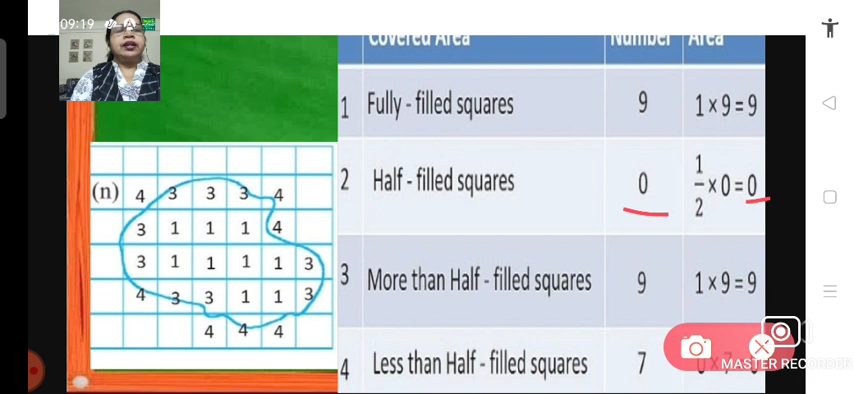 09:19
Covered Area Number Area
1 Fully - filled squares 9 1 × 9 = 9
2 Half - filled squares 0 1/2 × 0 = 0
3 More than Half - filled squares 9 1 × 9 = 9
4 Less than Half - filled squares 7 0 × 7
(n) 4 3 3 3 4
3 1 1 1 4
3 1 1 1 1 3
4 3 3 1 1 3
4 4 4
MASTER RECORDER